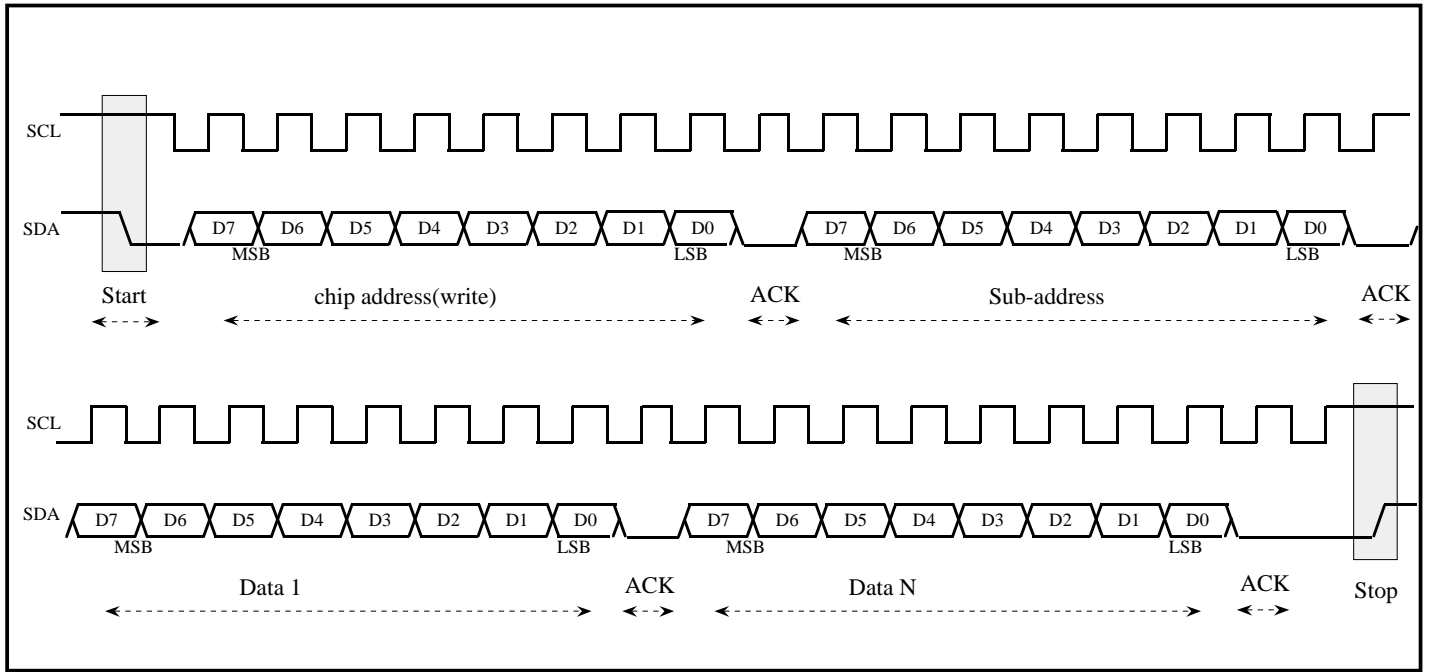 SCL
SDA D7 D6 D5 D4 D3 D2 D1 D0 D7 D6 D5 D4 D3 D2 D1 D0
MSB LSB MSB LSB
Start chip address(write) ACK Sub-address ACK
SCL
SDA D7 D6 D5 D4 D3 D2 D1 D0 D7 D6 D5 D4 D3 D2 D1 D0
MSB LSB MSB LSB
Data 1 ACK Data N ACK Stop